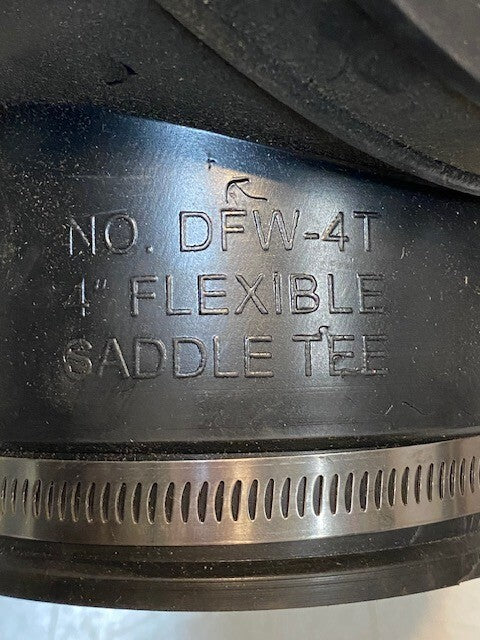 NO. DFW-4T
4" FLEXIBLE
SADDLE TEE